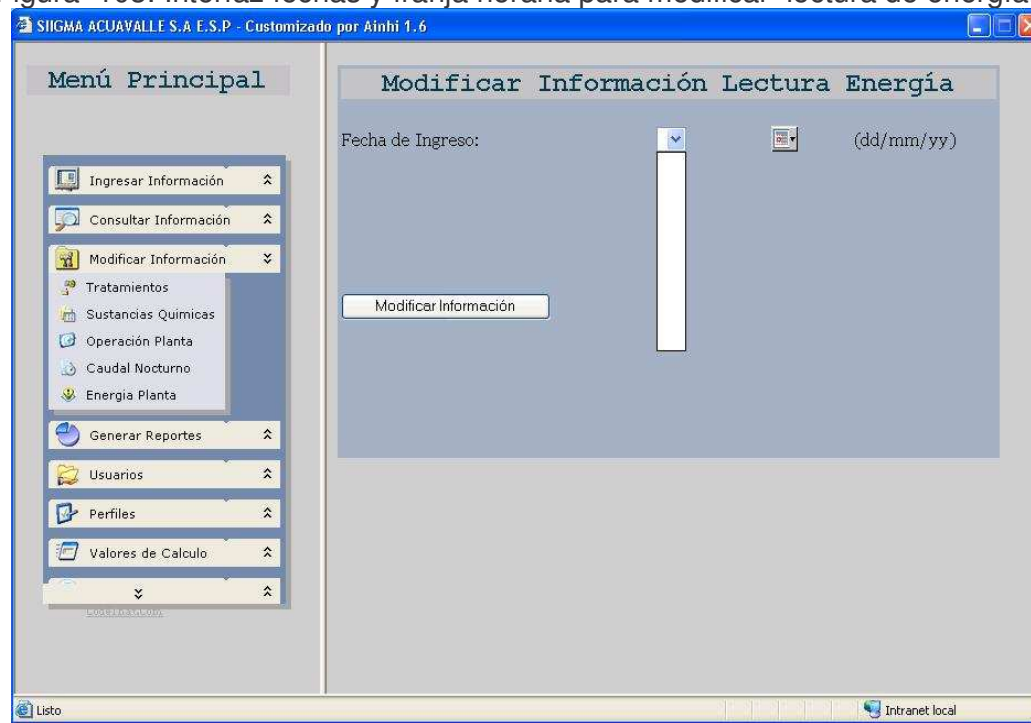 SIIGMA ACUAVALLE S.A E.S.P - Customizado por Ainhi 1.6
Menú Principal
Ingresar Información
Consultar Información
Modificar Información
Tratamientos
Sustancias Quimicas
Operación Planta
Caudal Nocturno
Energia Planta
Generar Reportes
Usuarios
Perfiles
Valores de Calculo
Modificar Información Lectura Energía
Fecha de Ingreso:
(dd/mm/yy)
Modificar Información
Listo
Intranet local